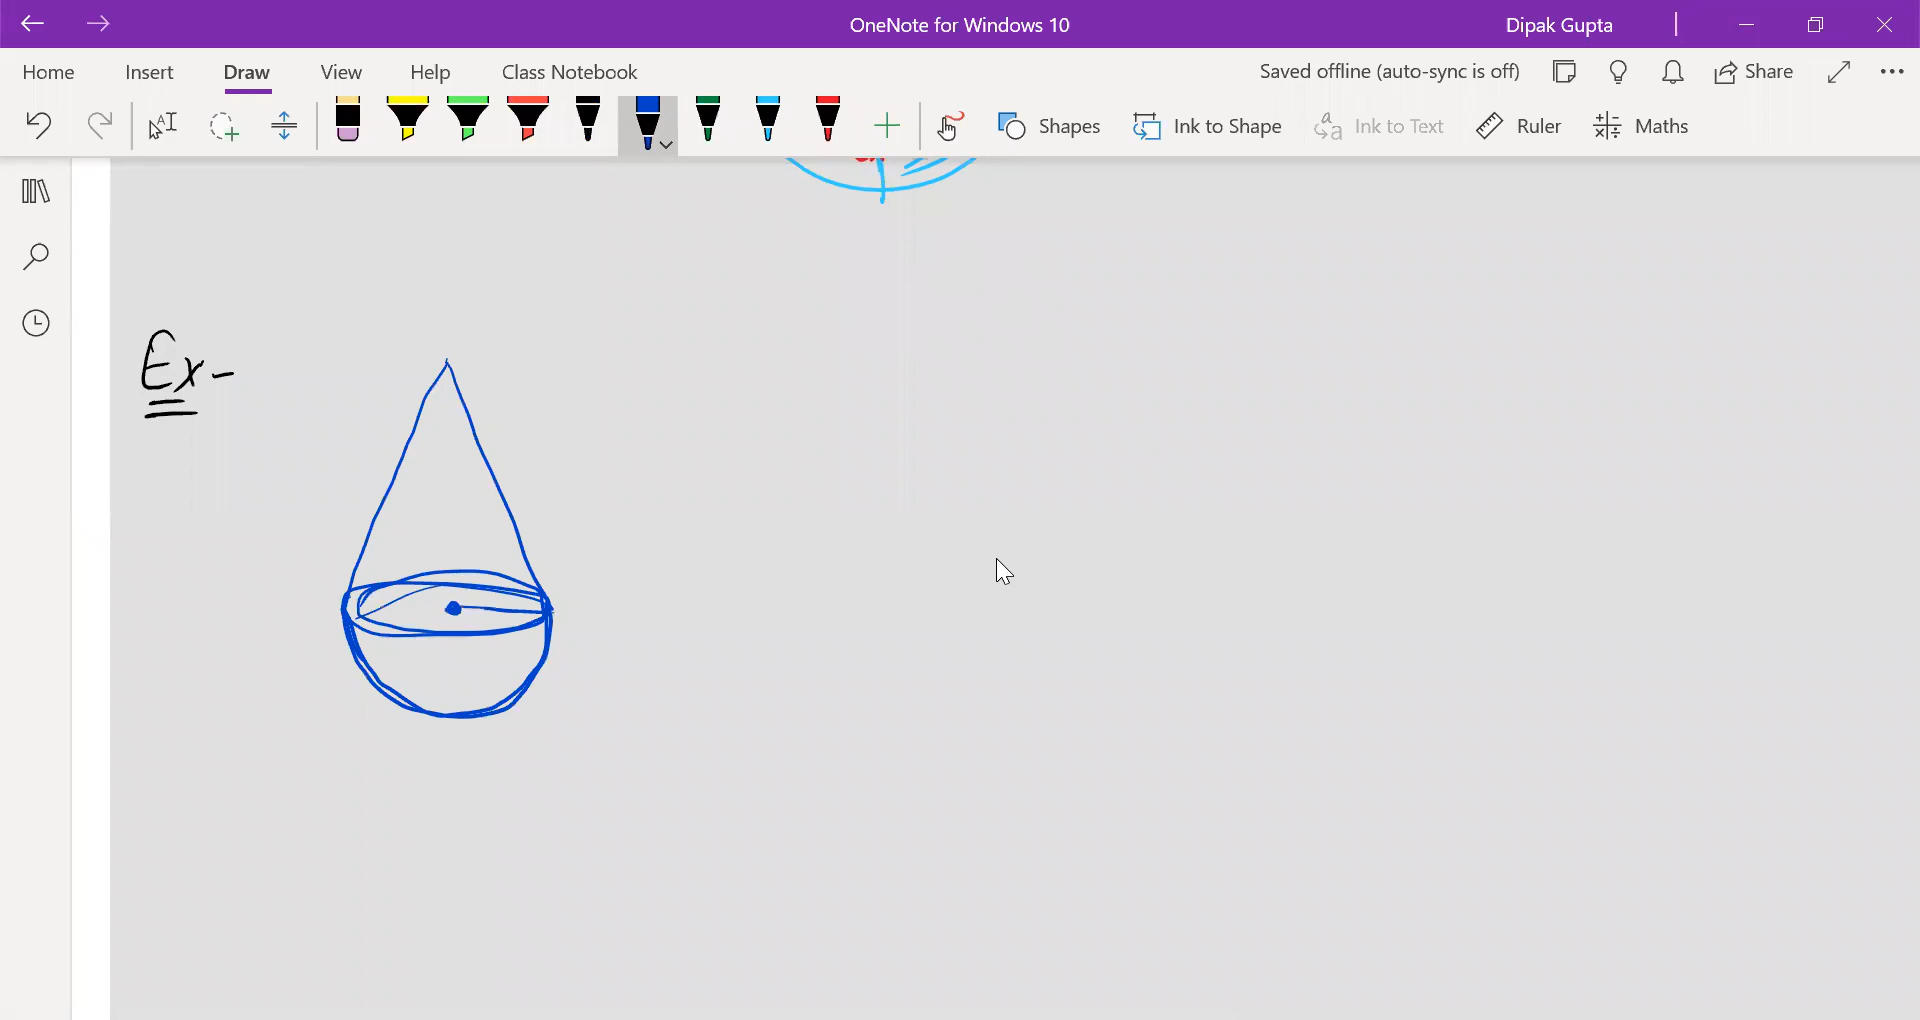 OneNote for Windows 10
Dipak Gupta
Home Insert Draw View Help Class Notebook
Saved offline (auto-sync is off) Share
Shapes Ink to Shape Ink to Text Ruler Maths
Ex-